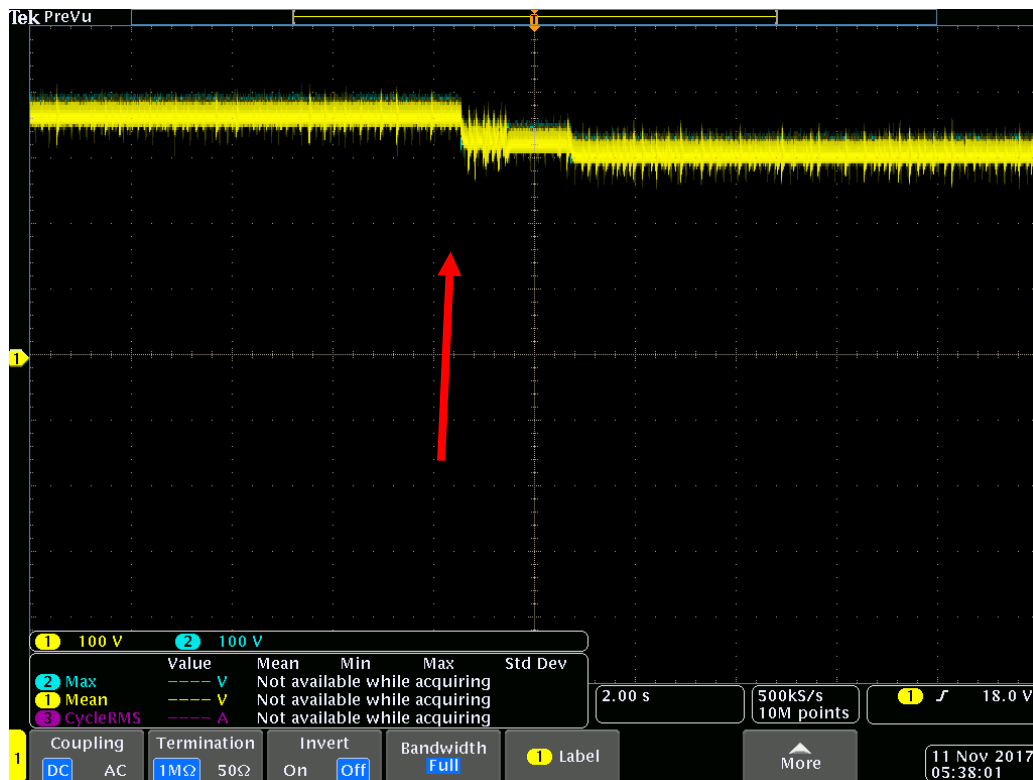 Tek PreVu
T
1
1 100 V 2 100 V
Value Mean Min Max Std Dev
2 Max ---- V Not available while acquiring
1 Mean ---- V Not available while acquiring
3 CycleRMS ---- A Not available while acquiring
2.00 s
500kS/s
10M points
1 18.0 V
1
Coupling
DC AC
Termination
1MΩ 50Ω
Invert
On Off
Bandwidth
Full
1 Label
More
11 Nov 2017
05:38:01